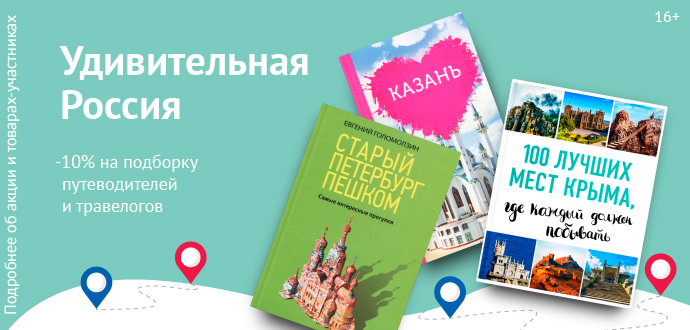 Удивительная
Россия
-10% на подборку
путеводителей
и травелогов
Подробнее об акции и товарах-участниках
16+
КАЗАНЬ
ЕВГЕНИЙ ГОЛОМОЛЗИН
СТАРЫЙ
ПЕТЕРБУРГ
ПЕШКОМ
Самые интересные прогулки
100 ЛУЧШИХ
МЕСТ КРЫМА,
где каждый должен
побывать